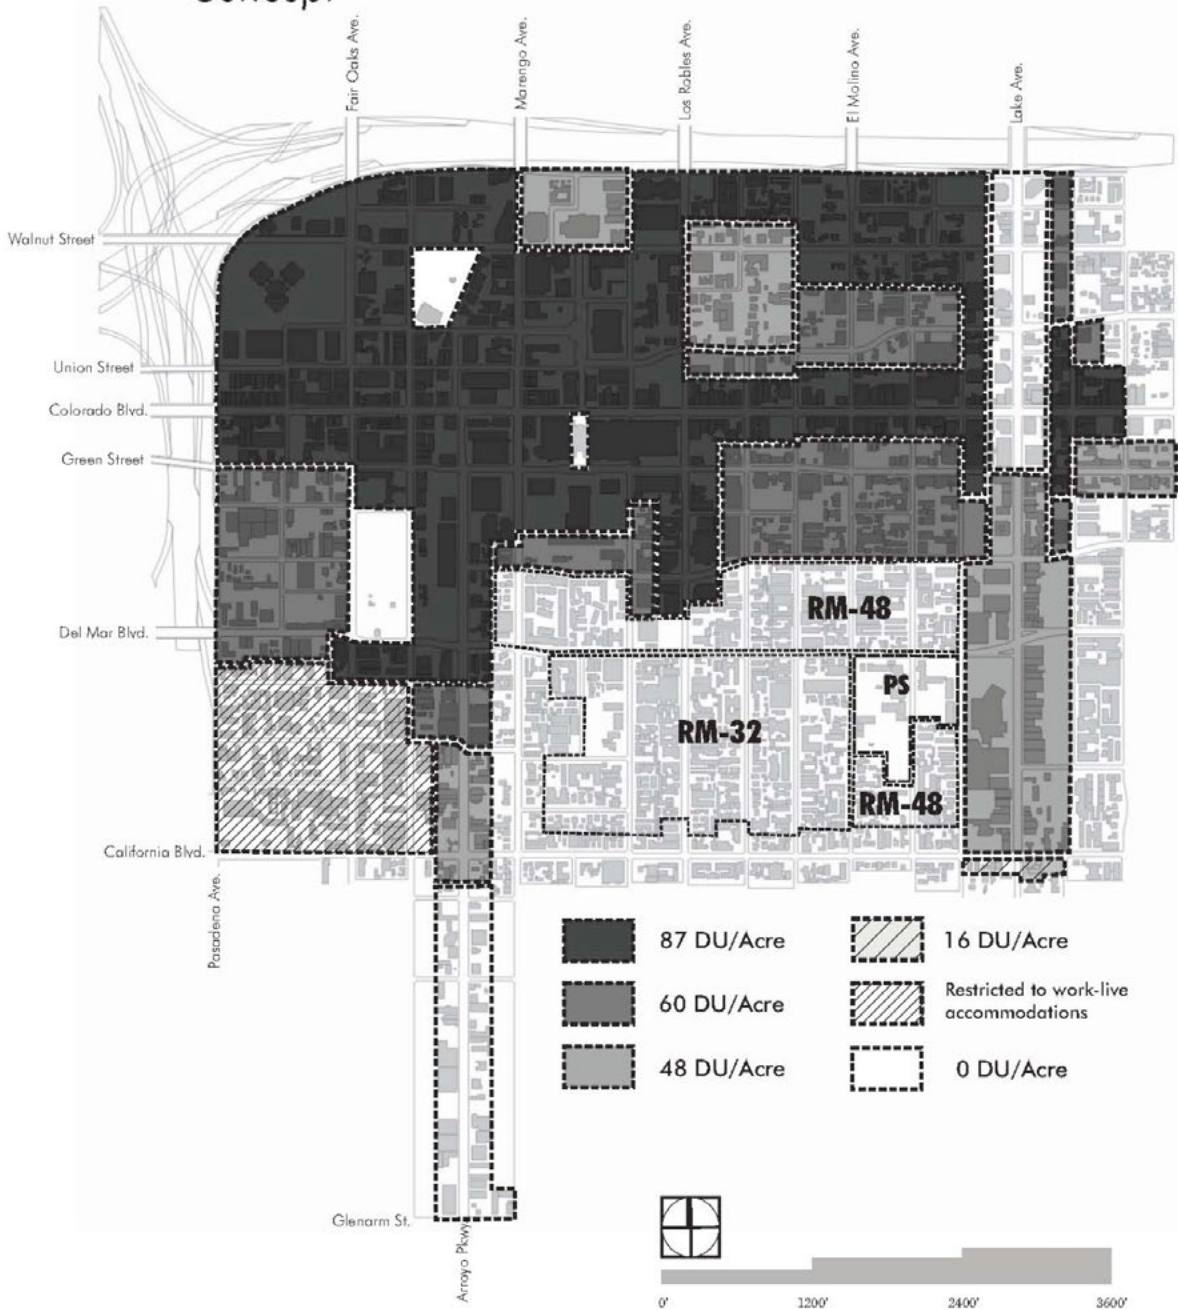 Fair Oaks Ave.
Marengo Ave.
Los Robles Ave.
El Molino Ave.
Lake Ave.
Walnut Street
Union Street
Colorado Blvd.
Green Street
Del Mar Blvd.
California Blvd.
Pasadena Ave.
RM-48
PS
RM-32
RM-48
87 DU/Acre
16 DU/Acre
60 DU/Acre
Restricted to work-live
accommodations
48 DU/Acre
0 DU/Acre
Glenarm St.
Arroyo Pkwy
0'
1200'
2400'
3600'